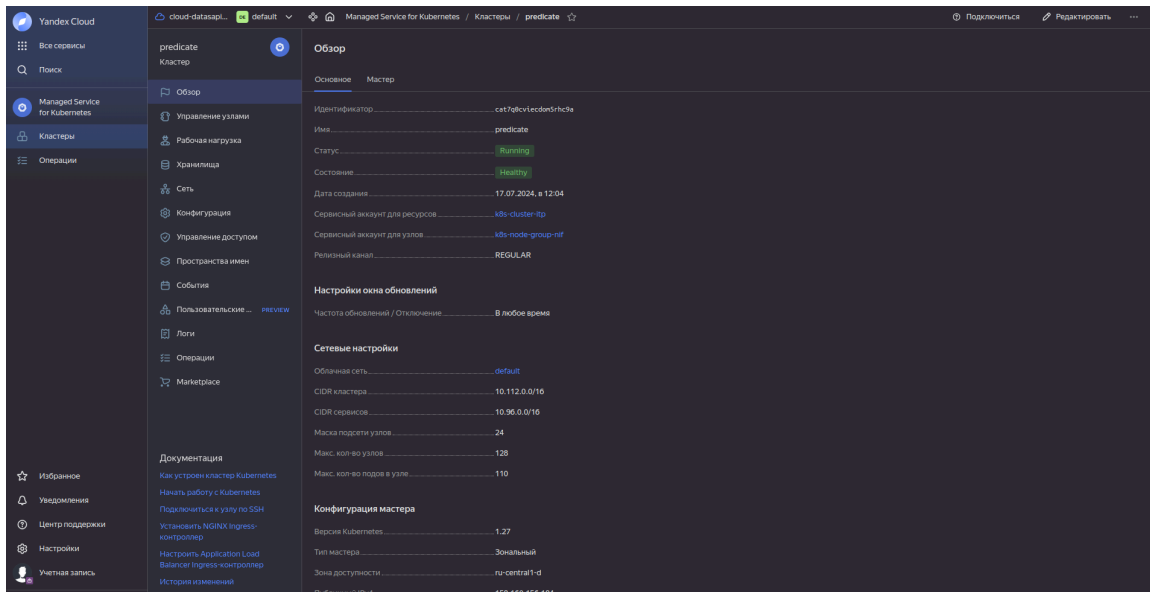 Yandex Cloud
Все сервисы
Поиск
Managed Service
for Kubernetes
Кластеры
Операции
Избранное
Уведомления
Центр поддержки
Настройки
Учетная запись
cloud-datasapi... default
Managed Service for Kubernetes / Кластеры / predicate
Подключиться
Редактировать
predicate
Кластер
Обзор
Управление узлами
Рабочая нагрузка
Хранилища
Сеть
Конфигурация
Управление доступом
Пространства имен
События
Пользовательские ... PREVIEW
Логи
Операции
Marketplace
Документация
Как устроен кластер Kubernetes
Начать работу с Kubernetes
Подключиться к узлу по SSH
Установить NGINX Ingress-
контроллер
Настроить Application Load
Balancer Ingress-контроллер
История изменений
Обзор
Основное Мастер
Идентификатор cat7q0cviecdom5rhc9a
Имя predicate
Статус Running
Состояние Healthy
Дата создания 17.07.2024, в 12:04
Сервисный аккаунт для ресурсов k8s-cluster-itp
Сервисный аккаунт для узлов k8s-node-group-nif
Релизный канал REGULAR
Настройки окна обновлений
Частота обновлений / Отключение В любое время
Сетевые настройки
Облачная сеть default
CIDR кластера 10.112.0.0/16
CIDR сервисов 10.96.0.0/16
Маска подсети узлов 24
Макс. кол-во узлов 128
Макс. кол-во подов в узле 110
Конфигурация мастера
Версия Kubernetes 1.27
Тип мастера Зональный
Зона доступности ru-central1-d